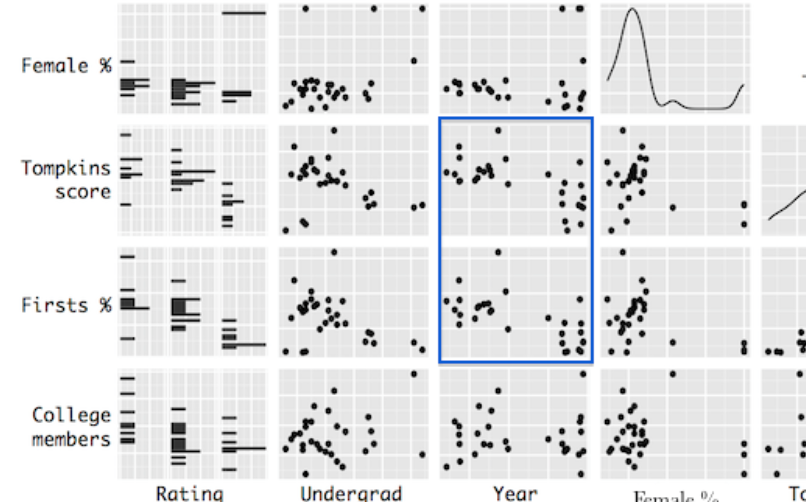 Female %
Tompkins
score
Firsts %
College
members
Rating
Undergrad
Year
Female %